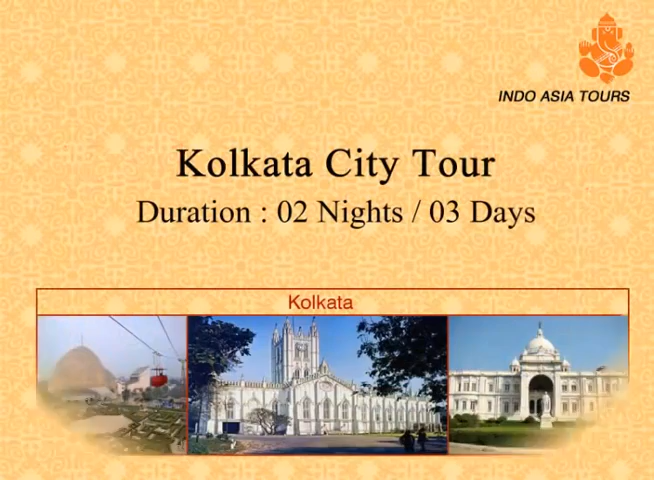 INDO ASIA TOURS
Kolkata City Tour
Duration : 02 Nights / 03 Days
Kolkata